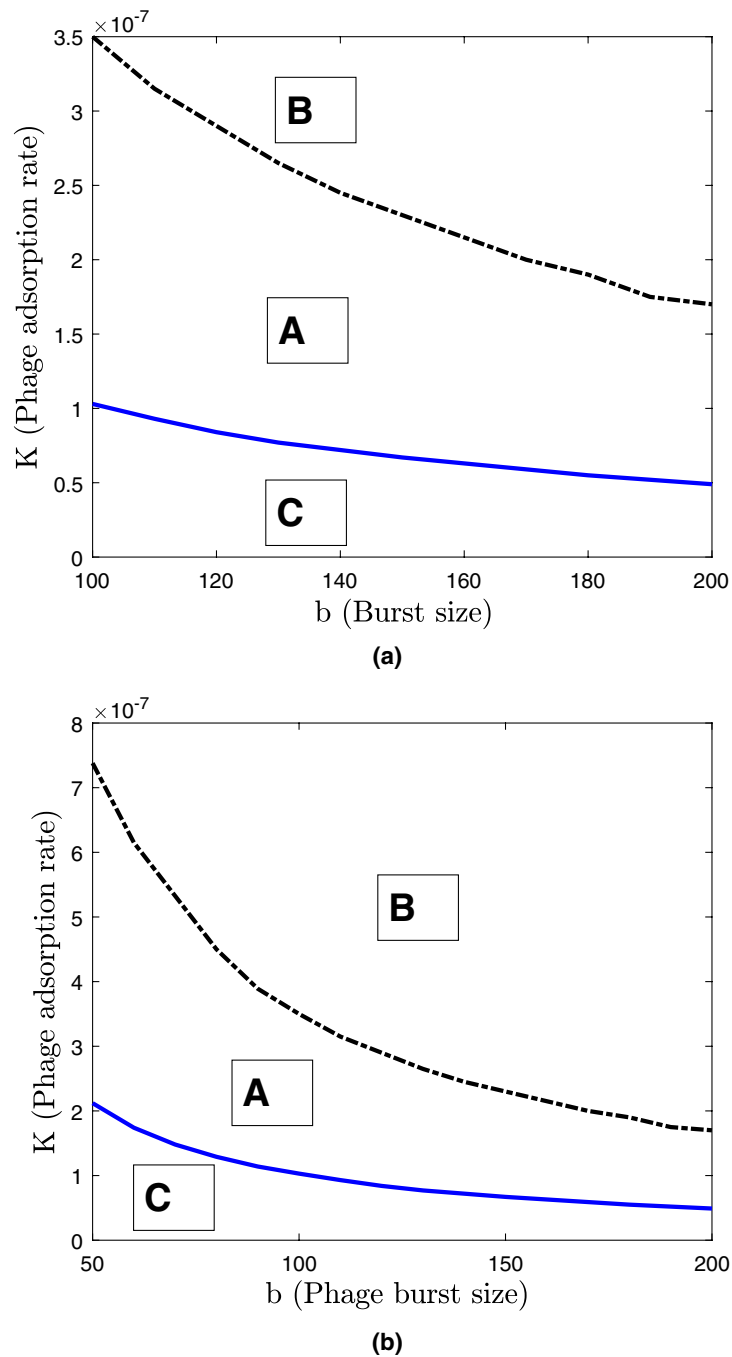 ×10⁻⁷
3.5
3
2.5
2
1.5
1
0.5
0
K (Phage adsorption rate)
B
A
C
100 120 140 160 180 200
b (Burst size)
(a)
×10⁻⁷
8
7
6
5
4
3
2
1
0
K (Phage adsorption rate)
B
A
C
50 100 150 200
b (Phage burst size)
(b)